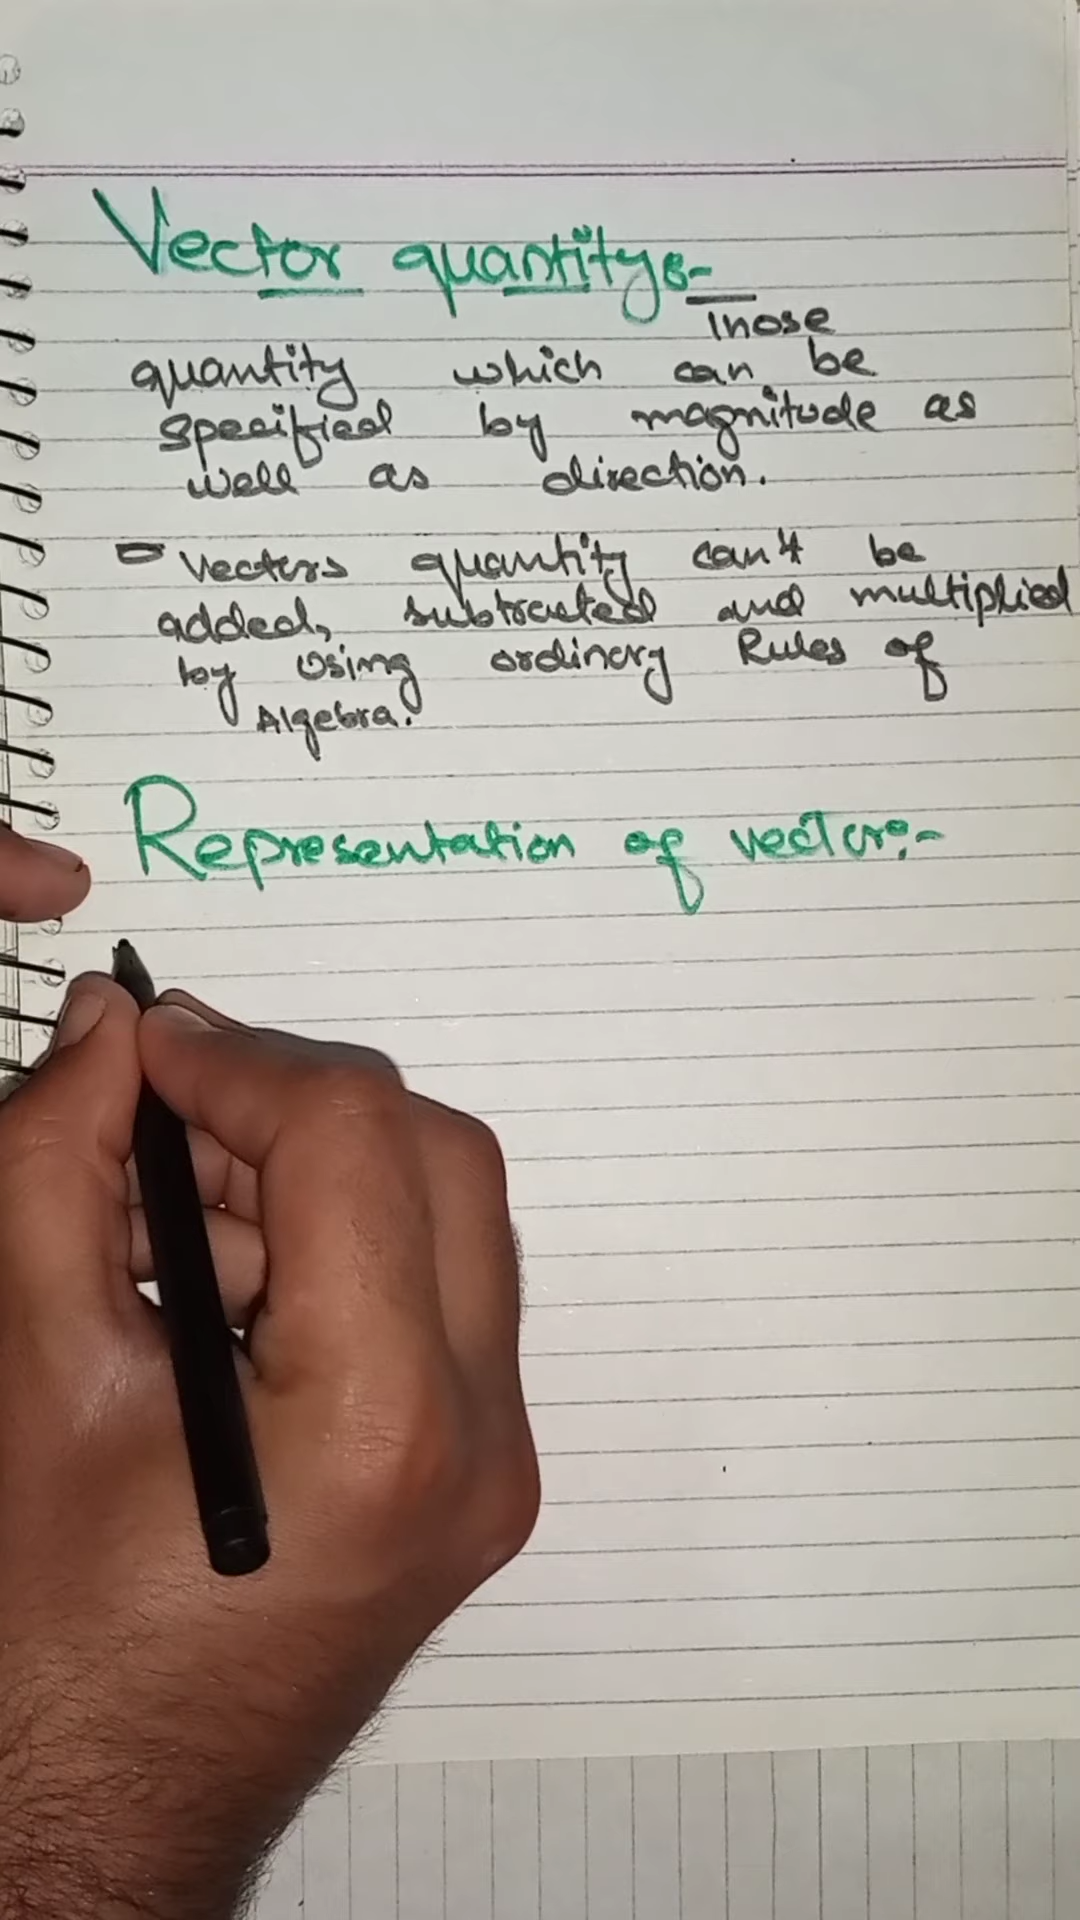 Vector quantity:-
Those
quantity which can be
specified by magnitude as
well as direction.
- Vectors quantity can't be
added, subtracted and multiplied
by using ordinary Rules of
Algebra.
Representation of vector:-